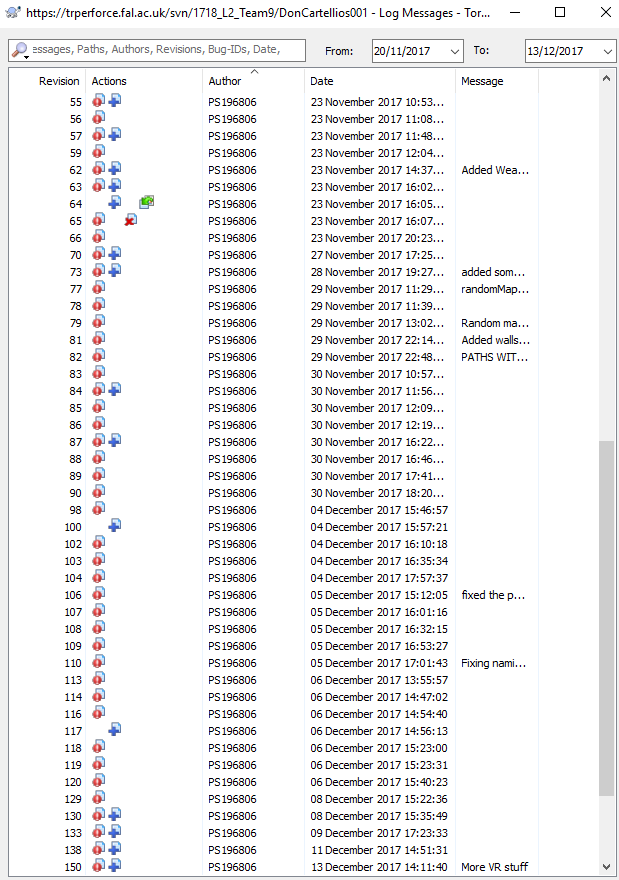 https://trperforce.fal.ac.uk/svn/1718_L2_Team9/DonCartellios001 - Log Messages - Tor...
essages, Paths, Authors, Revisions, Bug-IDs, Date, From: 20/11/2017 To: 13/12/2017
Revision Actions Author Date Message
55 PS196806 23 November 2017 10:53...
56 PS196806 23 November 2017 11:08...
57 PS196806 23 November 2017 11:48...
59 PS196806 23 November 2017 12:04...
62 PS196806 23 November 2017 14:37... Added Wea...
63 PS196806 23 November 2017 16:02...
64 PS196806 23 November 2017 16:05...
65 PS196806 23 November 2017 16:07...
66 PS196806 23 November 2017 20:23...
70 PS196806 27 November 2017 17:25...
73 PS196806 28 November 2017 19:27... added som...
77 PS196806 29 November 2017 11:29... randomMap...
78 PS196806 29 November 2017 11:39...
79 PS196806 29 November 2017 13:02... Random ma...
81 PS196806 29 November 2017 22:14... Added walls...
82 PS196806 29 November 2017 22:48... PATHS WIT...
83 PS196806 30 November 2017 10:57...
84 PS196806 30 November 2017 11:56...
85 PS196806 30 November 2017 12:09...
86 PS196806 30 November 2017 12:19...
87 PS196806 30 November 2017 16:22...
88 PS196806 30 November 2017 16:46...
89 PS196806 30 November 2017 17:41...
90 PS196806 30 November 2017 18:20...
98 PS196806 04 December 2017 15:46:57
100 PS196806 04 December 2017 15:57:21
102 PS196806 04 December 2017 16:10:18
103 PS196806 04 December 2017 16:35:34
104 PS196806 04 December 2017 17:57:37
106 PS196806 05 December 2017 15:12:05 fixed the p...
107 PS196806 05 December 2017 16:01:16
108 PS196806 05 December 2017 16:32:15
109 PS196806 05 December 2017 16:53:27
110 PS196806 05 December 2017 17:01:43 Fixing nami...
113 PS196806 06 December 2017 13:55:57
114 PS196806 06 December 2017 14:47:02
116 PS196806 06 December 2017 14:54:40
117 PS196806 06 December 2017 14:56:13
118 PS196806 06 December 2017 15:23:00
119 PS196806 06 December 2017 15:23:31
120 PS196806 06 December 2017 15:40:23
129 PS196806 08 December 2017 15:22:36
130 PS196806 08 December 2017 15:35:49
133 PS196806 09 December 2017 17:23:33
138 PS196806 11 December 2017 14:51:31
150 PS196806 13 December 2017 14:11:40 More VR stuff